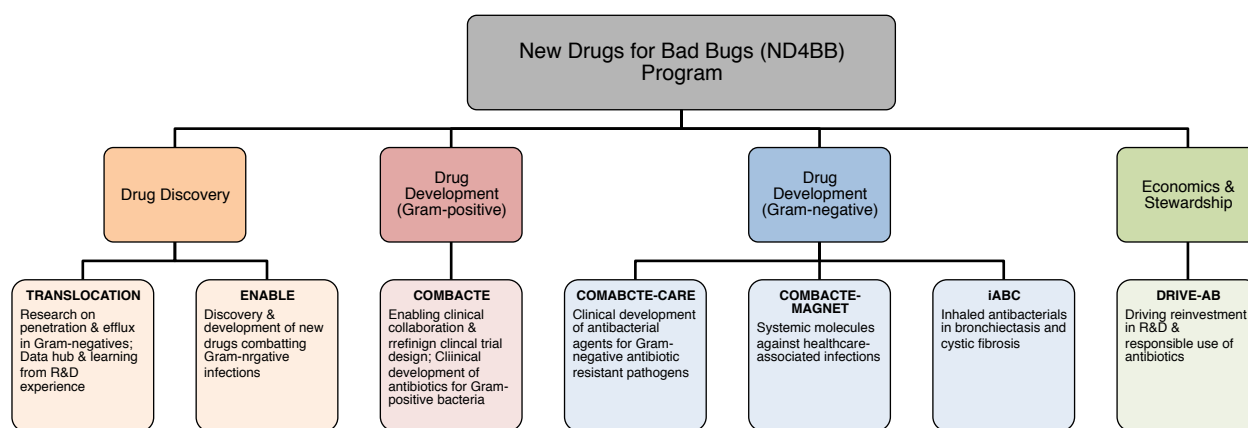 New Drugs for Bad Bugs (ND4BB)
Program
Drug Discovery
Drug
Development
(Gram-positive)
Drug
Development
(Gram-negative)
Economics &
Stewardship
TRANSLOCATION
Research on
penetration & efflux
in Gram-negatives;
Data hub & learning
from R&D
experience
ENABLE
Discovery &
development of new
drugs combatting
Gram-nrgative
infections
COMBACTE
Enabling clinical
collaboration &
rrefinign clincal trial
design; Cliinical
development of
antibiotics for Gram-
positive bacteria
COMABCTE-CARE
Clinical development
of antibacterial
agents for Gram-
negative antibiotic
resistant pathogens
COMBACTE-
MAGNET
Systemic molecules
against healthcare-
associated infections
iABC
Inhaled antibacterials
in bronchiectasis and
cystic fibrosis
DRIVE-AB
Driving reinvestment
in R&D &
responsible use of
antibiotics